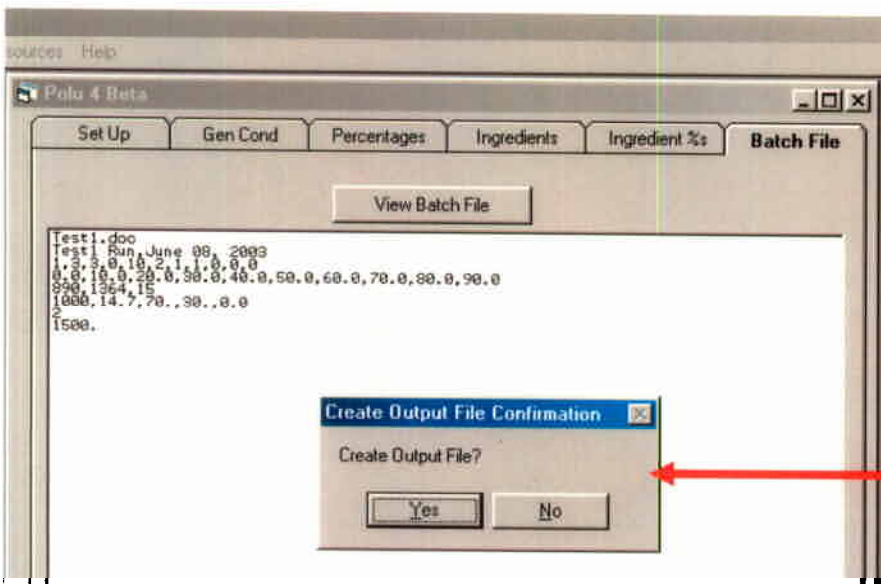 sources Help
Polu 4 Beta
Set Up Gen Cond Percentages Ingredients Ingredient %s Batch File
View Batch File
Test1.doo
Test1 Run,June 08, 2003
1,3,3,0,10,2,1,1,0,0,0
0.0,10.0,20.0,30.0,40.0,50.0,60.0,70.0,80.0,90.0
890,1364,15
1000,14.7,70.,30.,0.0
2
1500.
Create Output File Confirmation
Create Output File?
Yes No